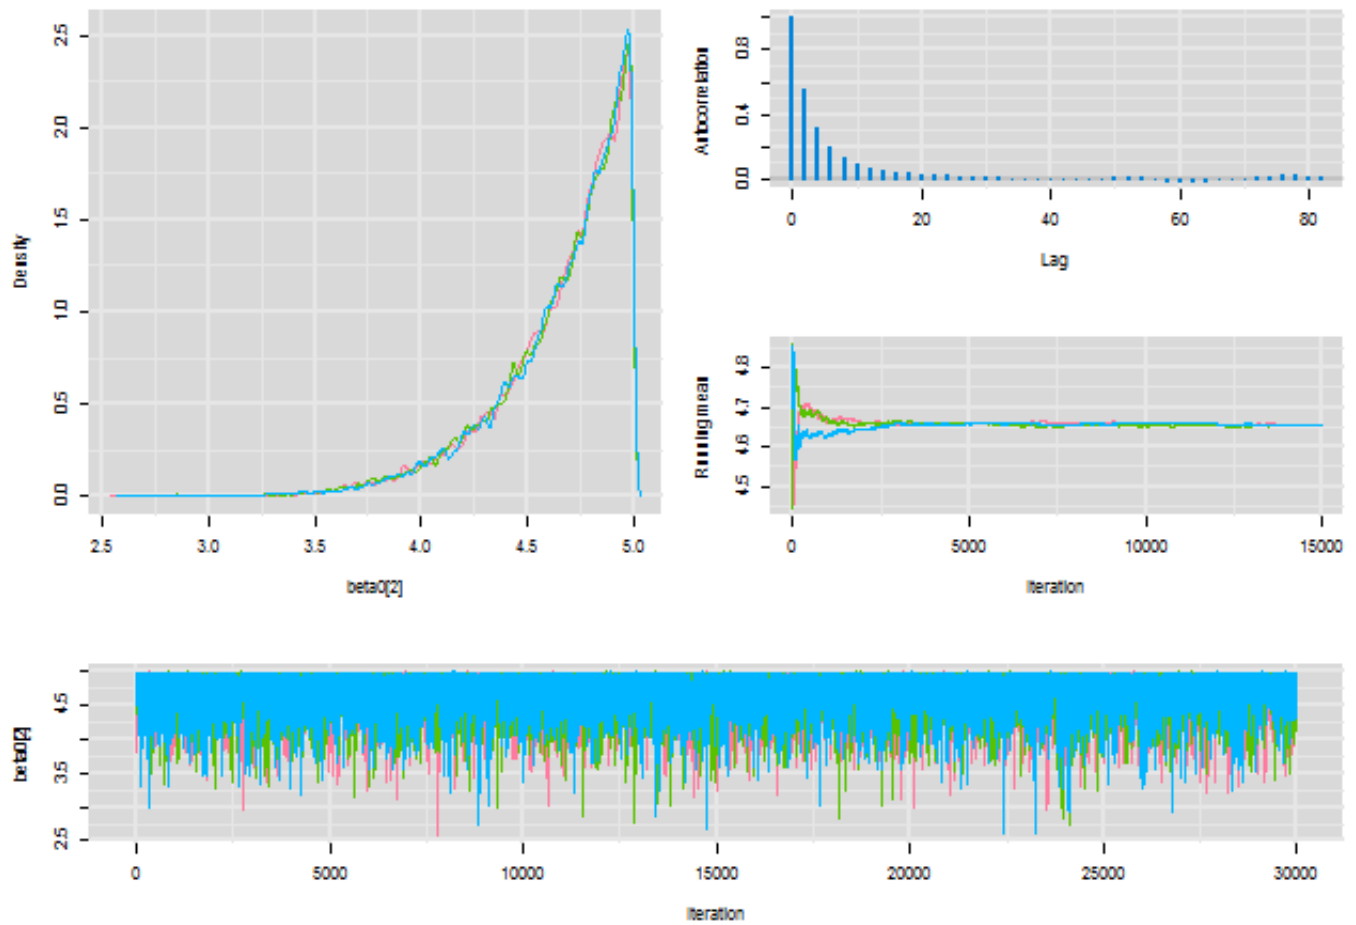 Density
0.0 0.5 1.0 1.5 2.0 2.5
2.5 3.0 3.5 4.0 4.5 5.0
beta0[2]
Autocorrelation
0.0 0.4 0.8
0 20 40 60 80
Lag
Running mean
4.5 4.6 4.7 4.8
0 5000 10000 15000
Iteration
beta0[2]
2.5 3.5 4.5
0 5000 10000 15000 20000 25000 30000
Iteration